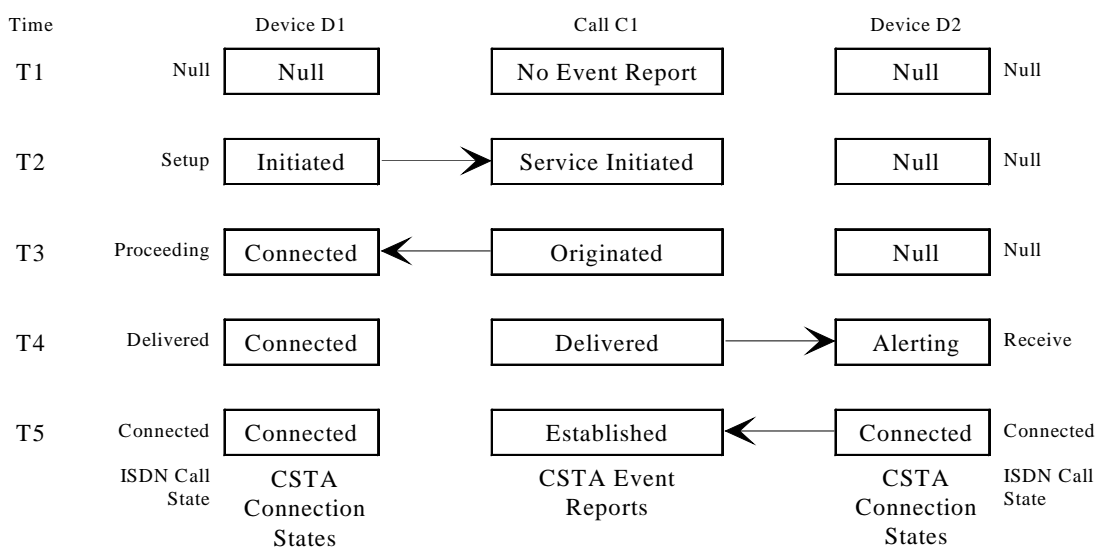 Time Device D1 Call C1 Device D2
T1 Null Null No Event Report Null Null
T2 Setup Initiated Service Initiated Null Null
T3 Proceeding Connected Originated Null Null
T4 Delivered Connected Delivered Alerting Receive
T5 Connected Connected Established Connected Connected
ISDN Call
State
CSTA
Connection
States
CSTA Event
Reports
CSTA
Connection
States
ISDN Call
State